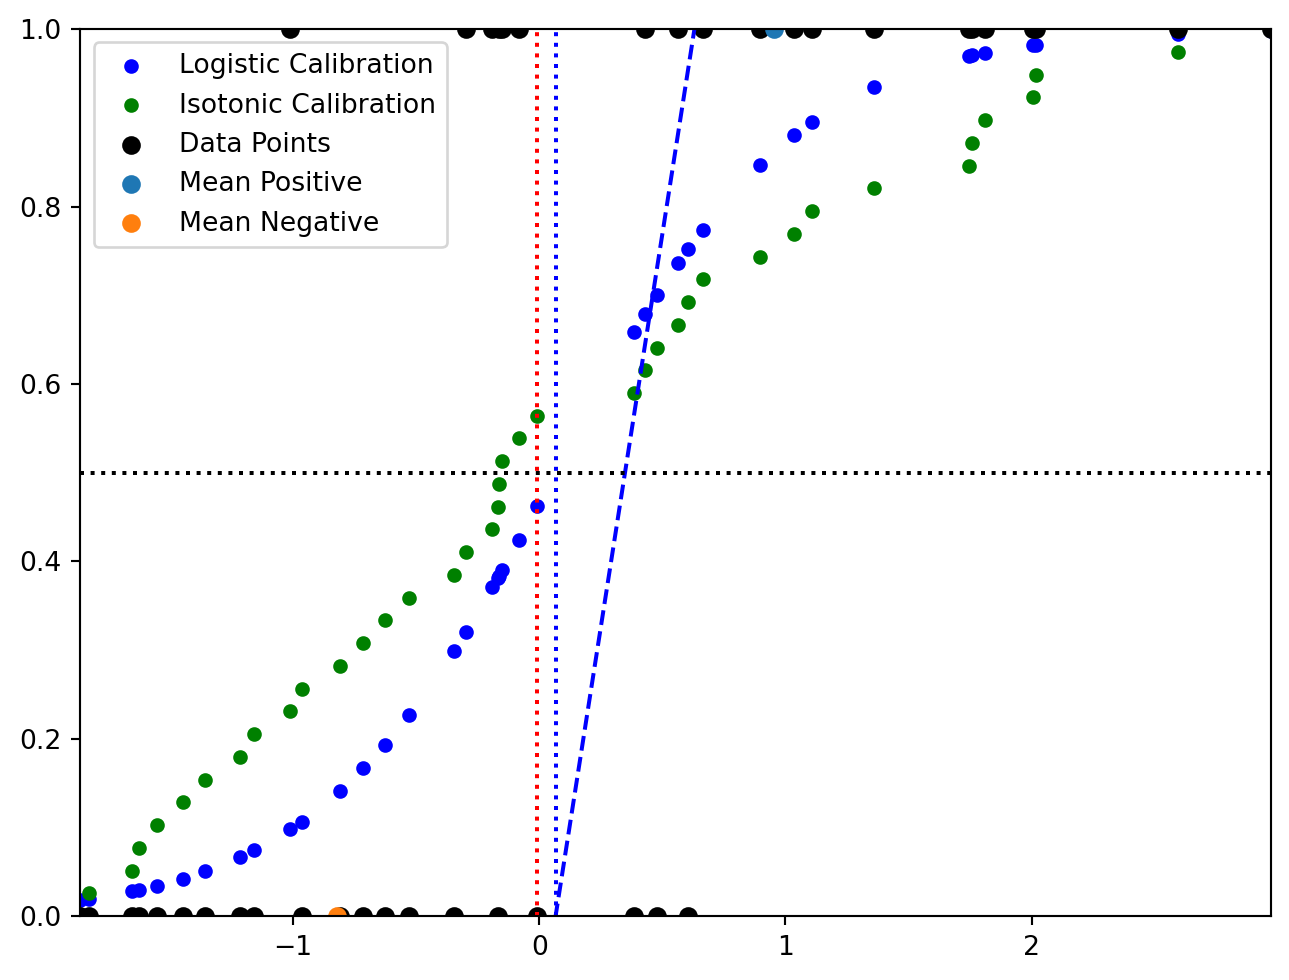 1.0
0.8
0.6
0.4
0.2
0.0
Logistic Calibration
Isotonic Calibration
Data Points
Mean Positive
Mean Negative
−1 0 1 2